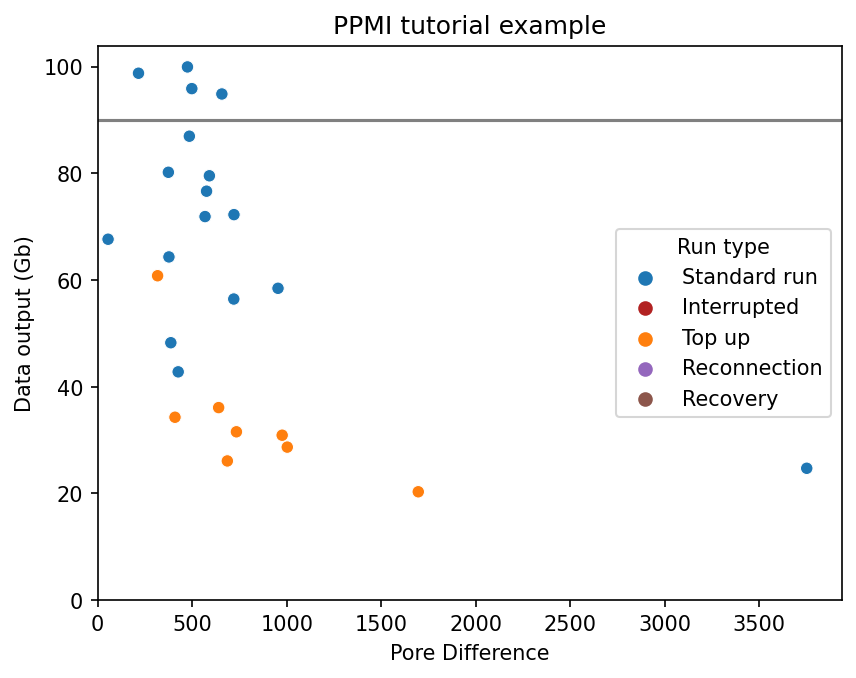 PPMI tutorial example
Data output (Gb)
100
80
60
40
20
0
Run type
Standard run
Interrupted
Top up
Reconnection
Recovery
0 500 1000 1500 2000 2500 3000 3500
Pore Difference